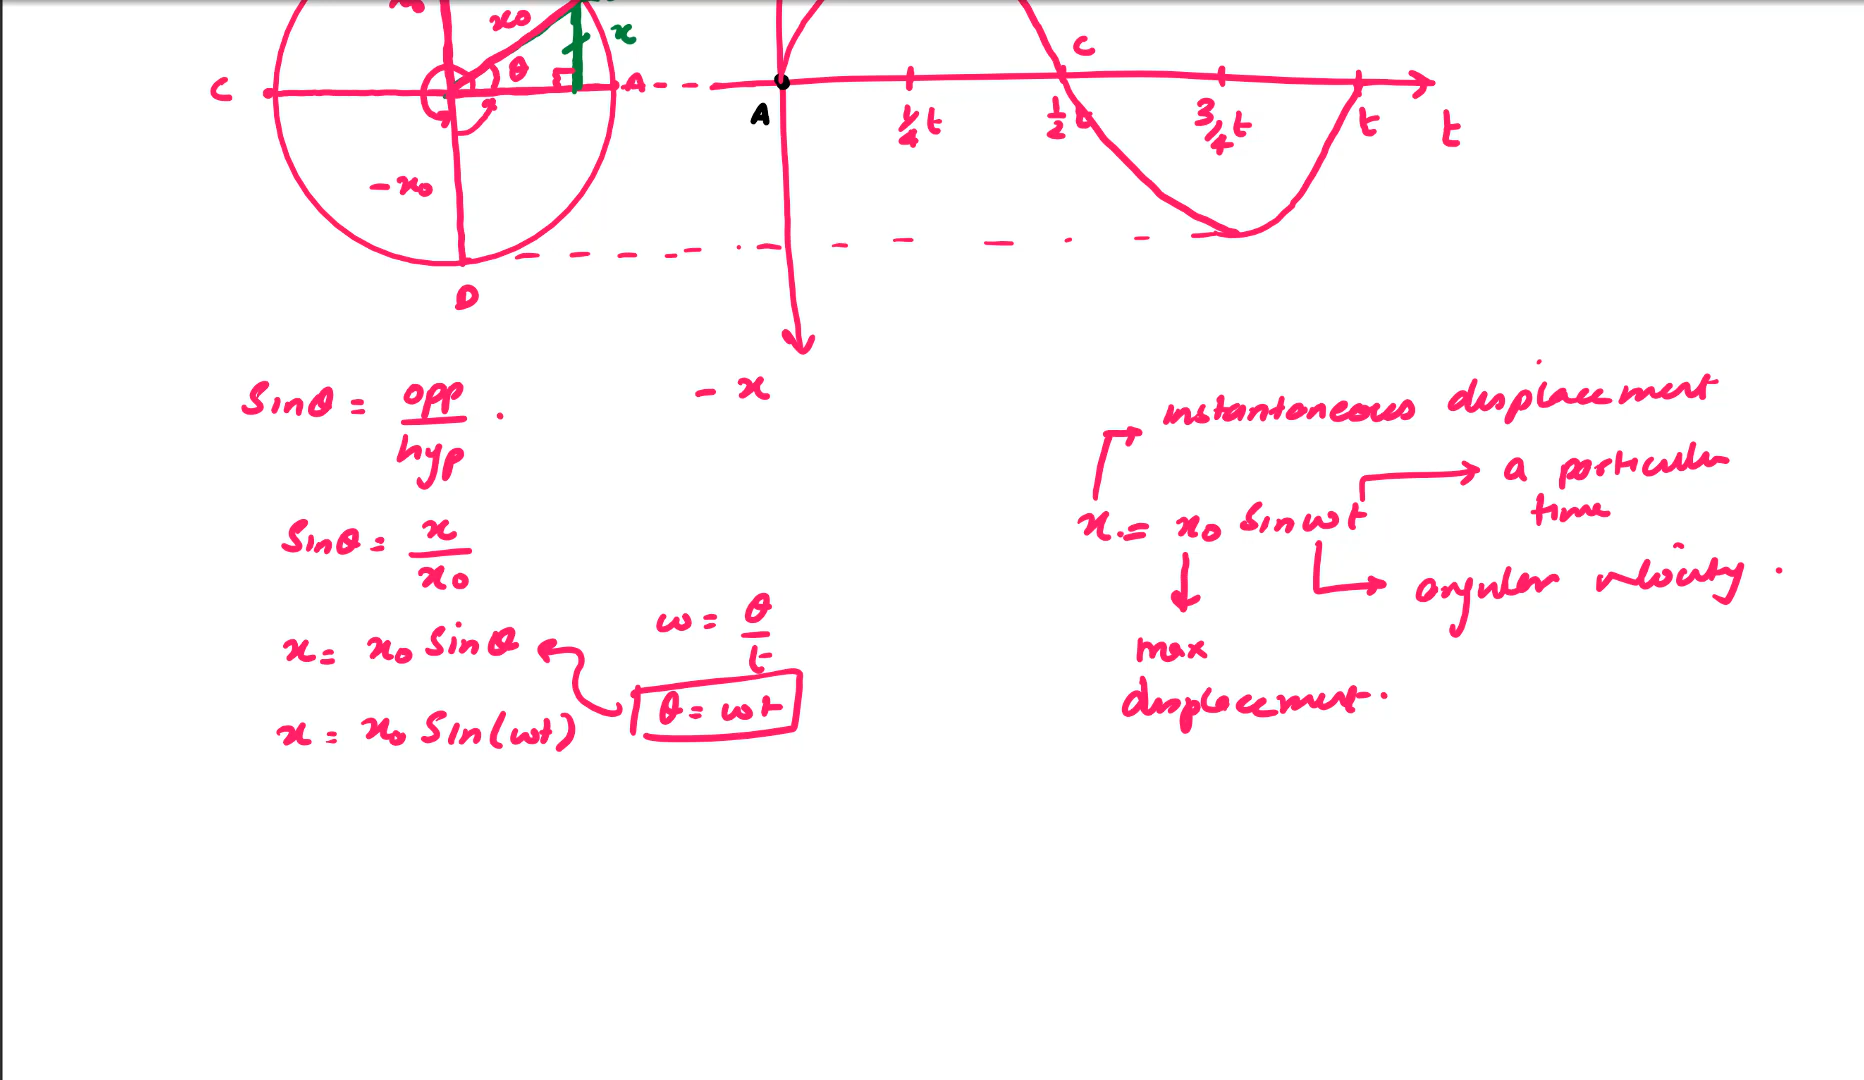 x₀
x
C
θ
A
A
C
¼t
½t
¾t
t
t
-x₀
D
Sinθ = opp/hyp.
- x
instantaneous displacement
Sinθ = x/x₀
x = x₀ Sin ωt
a particular
time
angular velocity.
x = x₀ Sinθ
ω = θ/t
max
displacement.
θ = ωt
x = x₀ Sin(ωt)